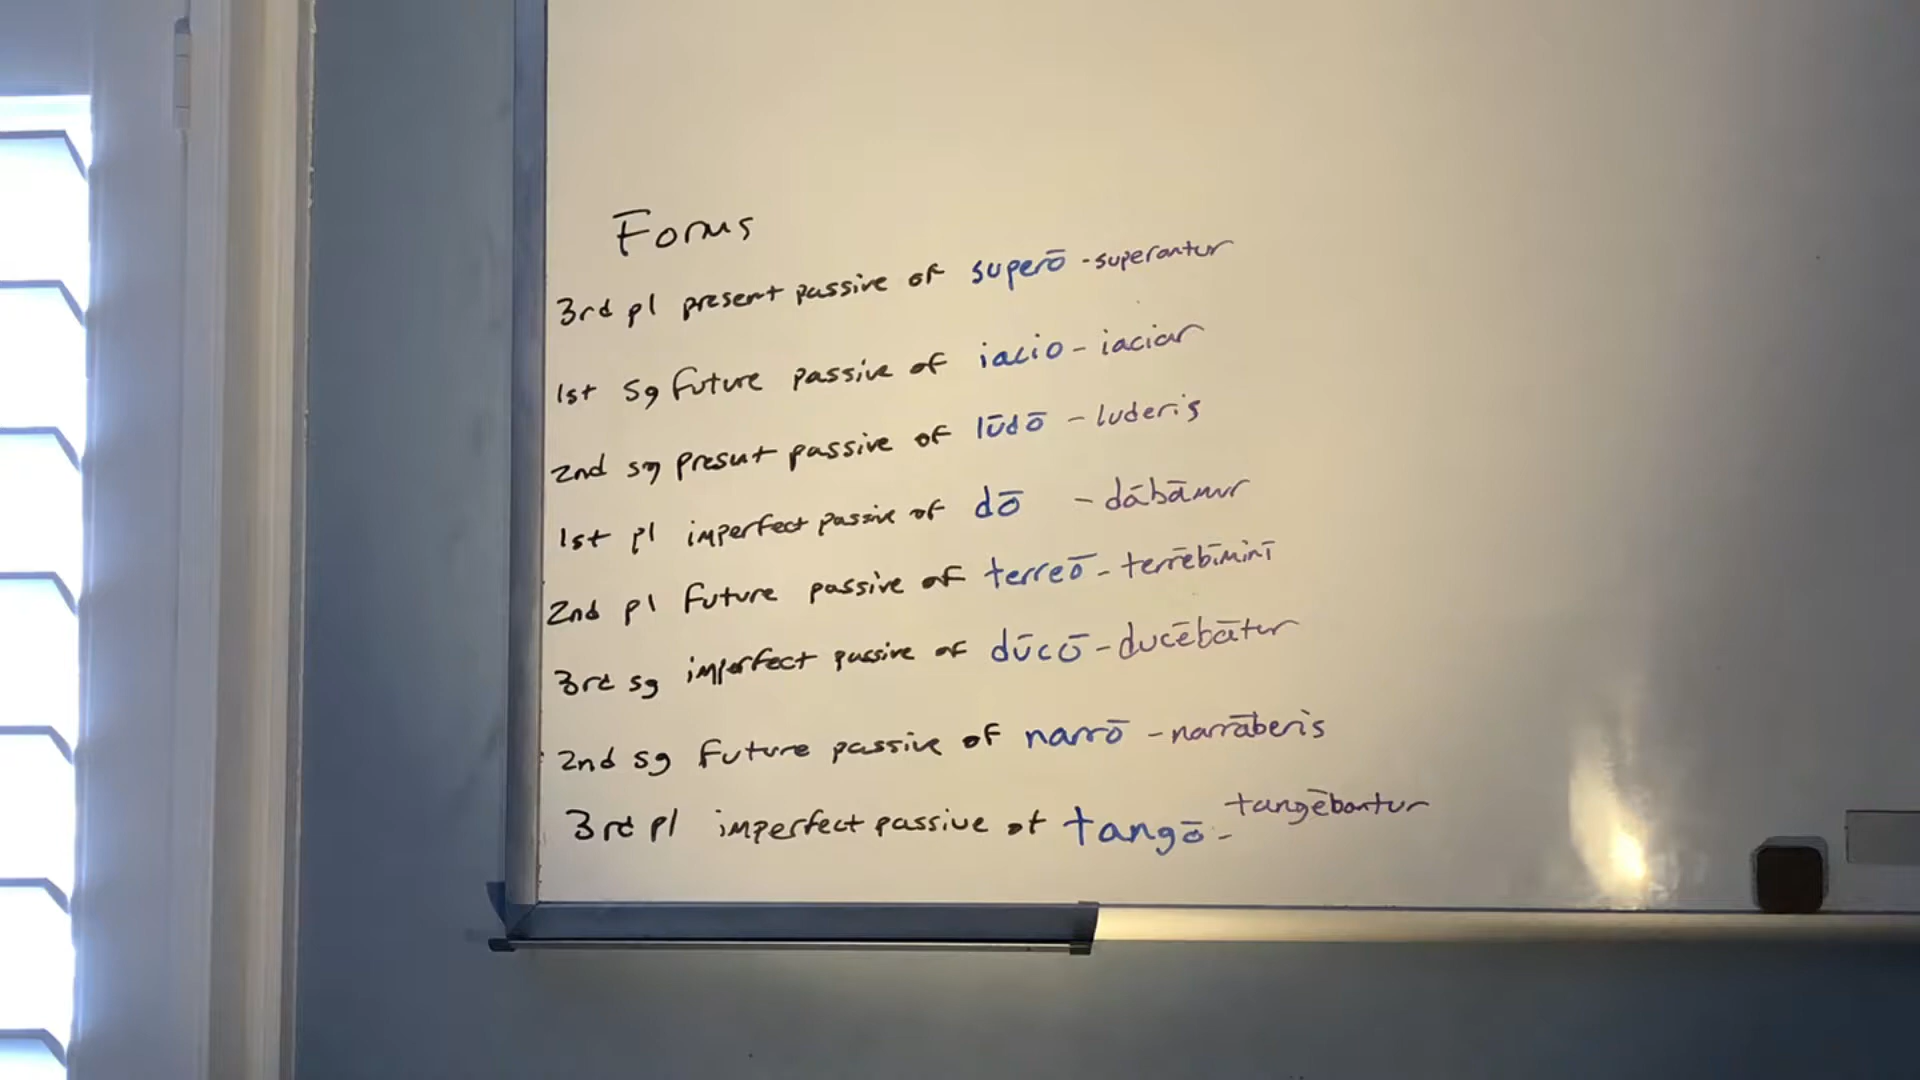 Forms
3rd pl present passive of superō - superantur
1st sg future passive of iacio - iaciar
2nd sg present passive of lūdō - luderis
1st pl imperfect passive of dō - dābāmur
2nd pl future passive of terreō - terrēbīminī
3rd sg imperfect passive of dūcō - ducēbātur
2nd sg future passive of narrō - narrāberis
3rd pl imperfect passive of tangō - tangēbantur